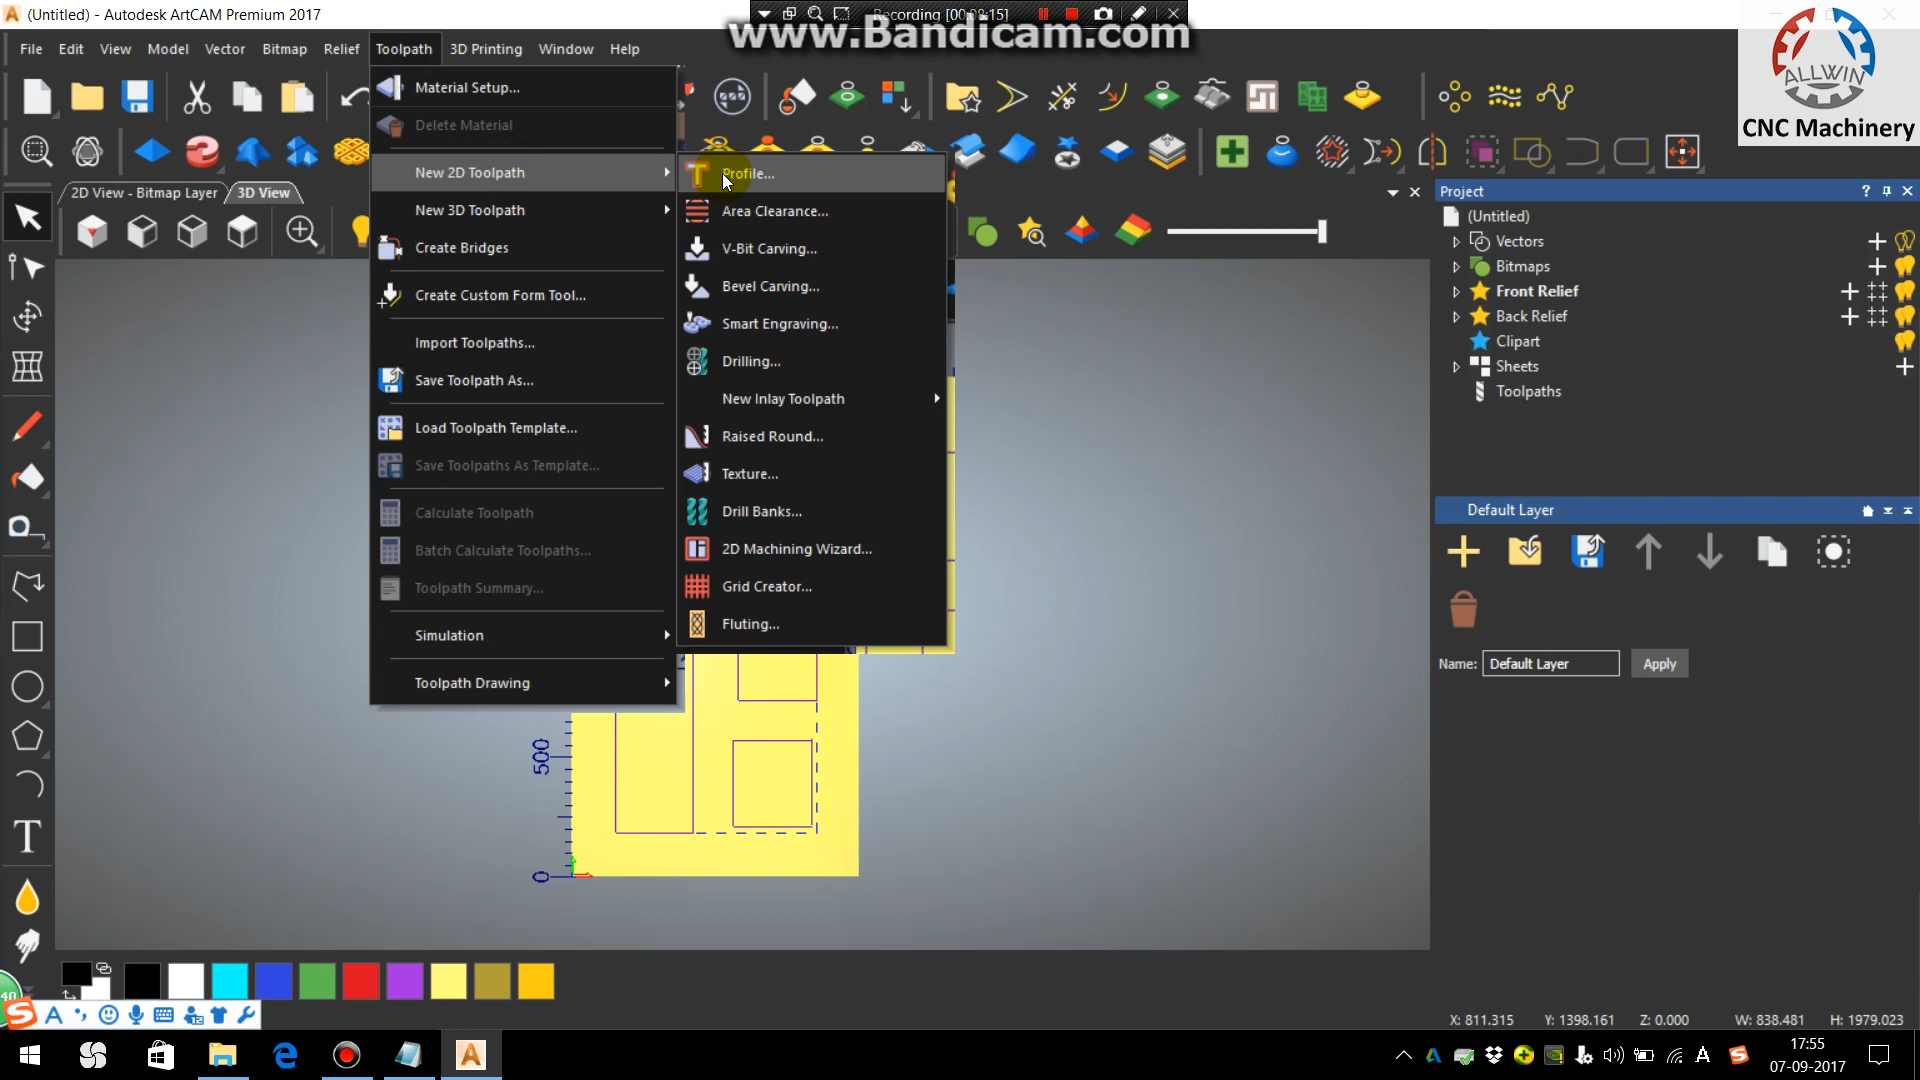 (Untitled) - Autodesk ArtCAM Premium 2017
Recording [00:03:15]
www.Bandicam.com
ALLWIN
CNC Machinery
File Edit View Model Vector Bitmap Relief Toolpath 3D Printing Window Help
2D View - Bitmap Layer
3D View
Material Setup...
Delete Material
New 2D Toolpath
New 3D Toolpath
Create Bridges
Create Custom Form Tool...
Import Toolpaths...
Save Toolpath As...
Load Toolpath Template...
Save Toolpaths As Template...
Calculate Toolpath
Batch Calculate Toolpaths...
Toolpath Summary...
Simulation
Toolpath Drawing
Profile...
Area Clearance...
V-Bit Carving...
Bevel Carving...
Smart Engraving...
Drilling...
New Inlay Toolpath
Raised Round...
Texture...
Drill Banks...
2D Machining Wizard...
Grid Creator...
Fluting...
500
0
Project
(Untitled)
Vectors
Bitmaps
Front Relief
Back Relief
Clipart
Sheets
Toolpaths
Default Layer
Name: Default Layer Apply
40
X: 811.315 Y: 1398.161 Z: 0.000 W: 838.481 H: 1979.023
17:55
07-09-2017